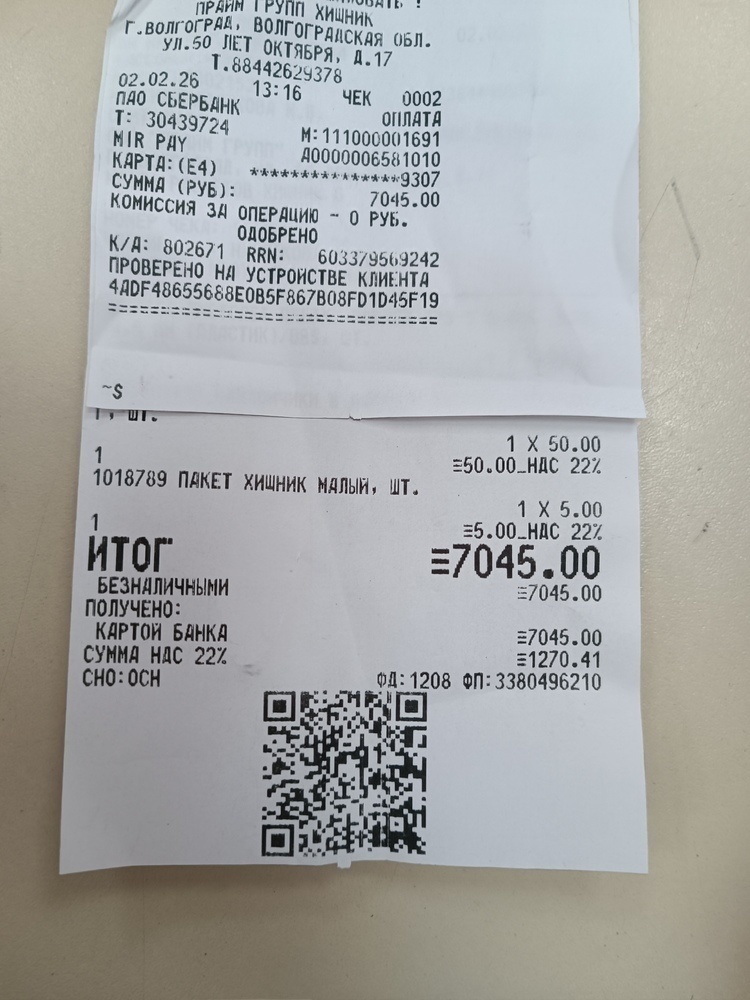 ПРАЙМ ГРУПП ХИЩНИК
Г.ВОЛГОГРАД, ВОЛГОГРАДСКАЯ ОБЛ.
УЛ.50 ЛЕТ ОКТЯБРЯ, Д.17
Т.88442629378
02.02.26 13:16 ЧЕК 0002
ПАО СБЕРБАНК ОПЛАТА
Т: 30439724 М:111000001691
MIR PAY A0000006581010
КАРТА:(E4) ****************9307
СУММА (РУБ): 7045.00
КОМИССИЯ ЗА ОПЕРАЦИЮ - 0 РУБ.
ОДОБРЕНО
К/А: 802671 RRN: 603379569242
ПРОВЕРЕНО НА УСТРОЙСТВЕ КЛИЕНТА
4ADF48655688E0B5F867B08FD1D45F19
================================
~S
1 X 50.00
1 ≡50.00_НДС 22%
1018789 ПАКЕТ ХИЩНИК МАЛЫЙ, ШТ.
1 X 5.00
1 ≡5.00_НДС 22%
ИТОГ ≡7045.00
БЕЗНАЛИЧНЫМИ ≡7045.00
ПОЛУЧЕНО:
КАРТОЙ БАНКА ≡7045.00
СУММА НДС 22% ≡1270.41
СНО:ОСН ФД:1208 ФП:3380496210